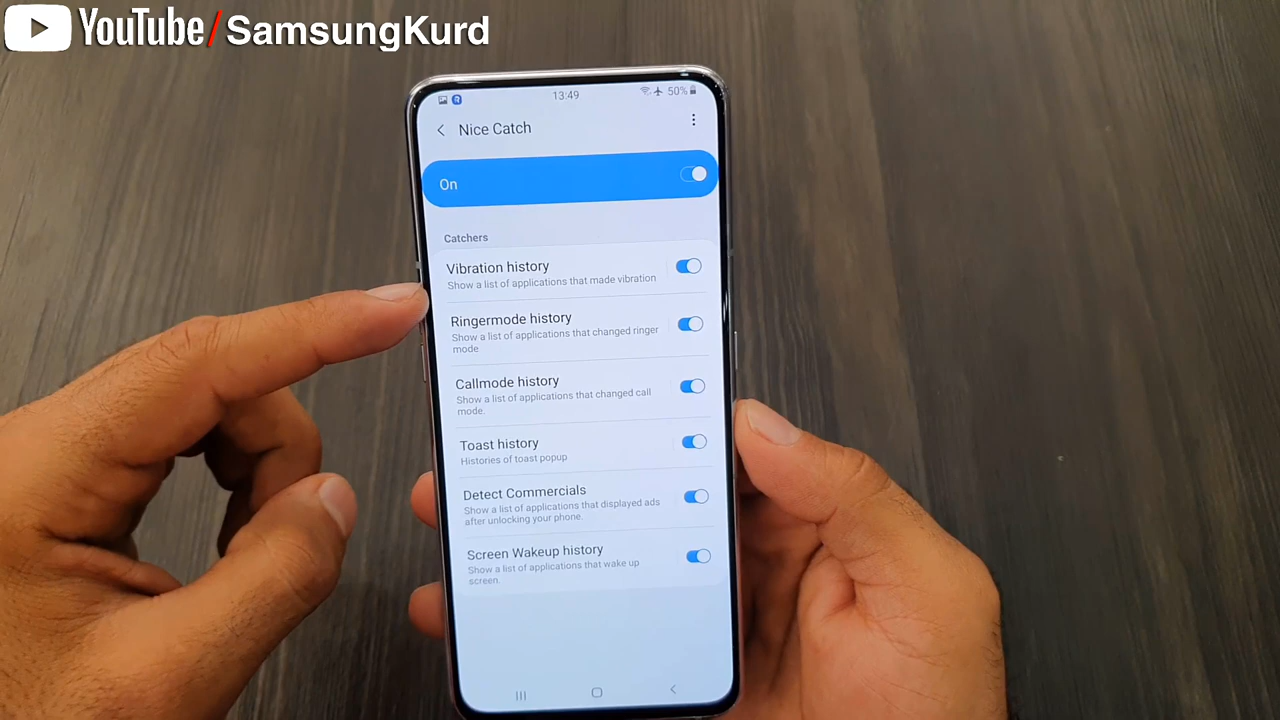 YouTube/SamsungKurd
13:49
50%
Nice Catch
On
Catchers
Vibration history
Show a list of applications that made vibration
Ringermode history
Show a list of applications that changed ringer
mode
Callmode history
Show a list of applications that changed call
mode.
Toast history
Histories of toast popup
Detect Commercials
Show a list of applications that displayed ads
after unlocking your phone.
Screen Wakeup history
Show a list of applications that wake up
screen.